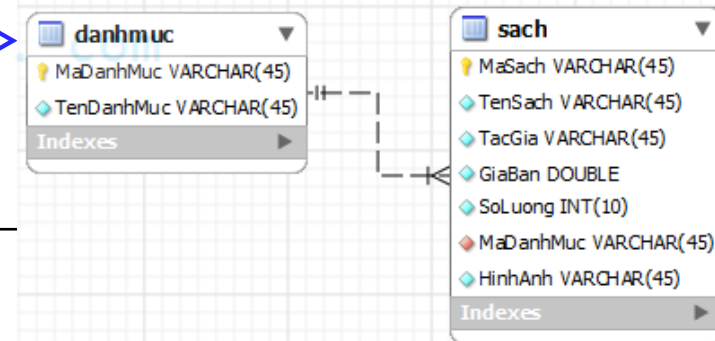 danhmuc
MaDanhMuc VARCHAR(45)
TenDanhMuc VARCHAR(45)
Indexes
sach
MaSach VARCHAR(45)
TenSach VARCHAR(45)
TacGia VARCHAR(45)
GiaBan DOUBLE
SoLuong INT(10)
MaDanhMuc VARCHAR(45)
HinhAnh VARCHAR(45)
Indexes